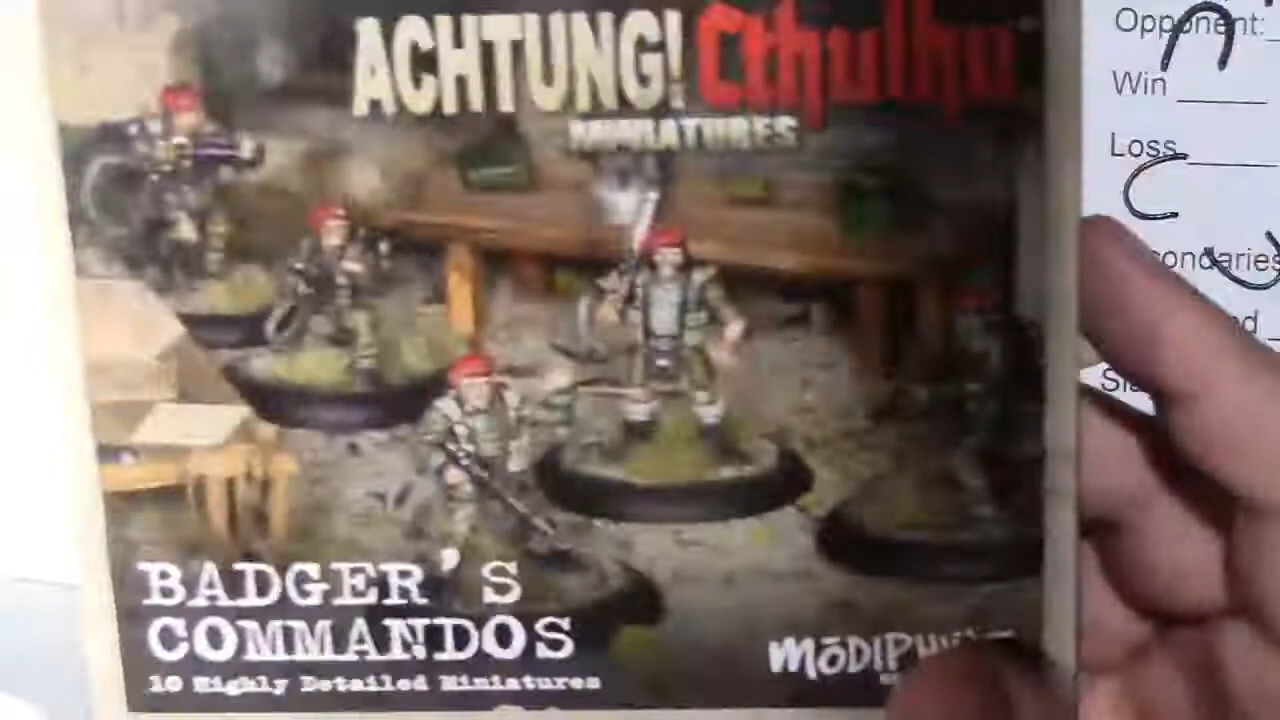 ACHTUNG! Cthulhu
MINIATURES
BADGER'S
COMMANDOS
10 Highly Detailed Miniatures
Opponent:
Win
Loss